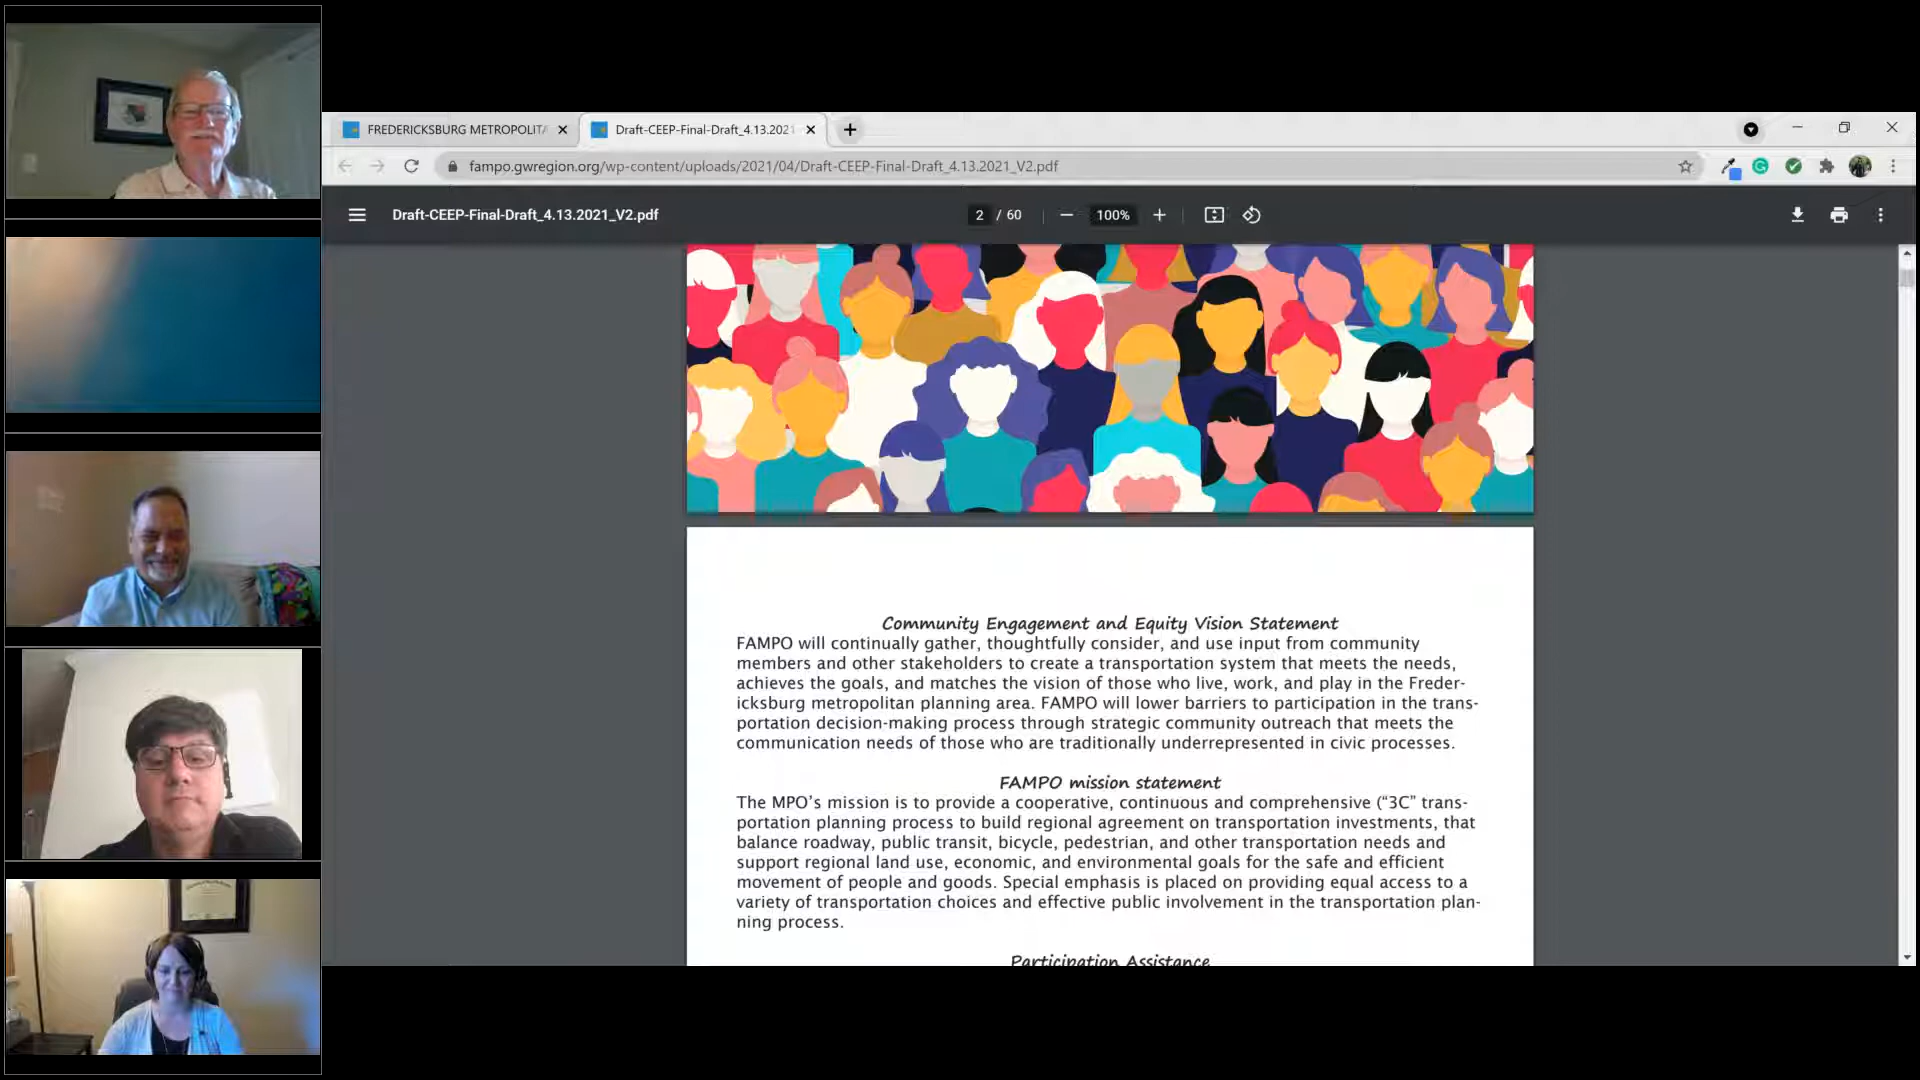 FREDERICKSBURG METROPOLITA
Draft-CEEP-Final-Draft_4.13.2021
fampo.gwregion.org/wp-content/uploads/2021/04/Draft-CEEP-Final-Draft_4.13.2021_V2.pdf
Draft-CEEP-Final-Draft_4.13.2021_V2.pdf
2 / 60
100%
Community Engagement and Equity Vision Statement
FAMPO will continually gather, thoughtfully consider, and use input from community
members and other stakeholders to create a transportation system that meets the needs,
achieves the goals, and matches the vision of those who live, work, and play in the Freder-
icksburg metropolitan planning area. FAMPO will lower barriers to participation in the trans-
portation decision-making process through strategic community outreach that meets the
communication needs of those who are traditionally underrepresented in civic processes.
FAMPO mission statement
The MPO’s mission is to provide a cooperative, continuous and comprehensive (“3C” trans-
portation planning process to build regional agreement on transportation investments, that
balance roadway, public transit, bicycle, pedestrian, and other transportation needs and
support regional land use, economic, and environmental goals for the safe and efficient
movement of people and goods. Special emphasis is placed on providing equal access to a
variety of transportation choices and effective public involvement in the transportation plan-
ning process.
Participation Assistance